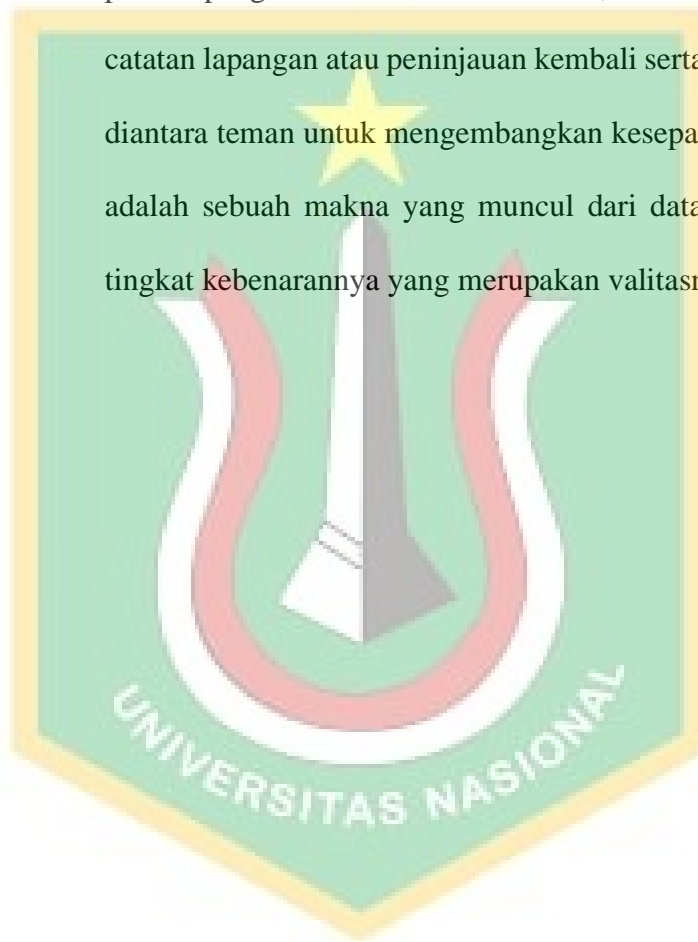 catatan lapangan atau peninjauan kembali serta
diantara teman untuk mengembangkan kesepa
adalah sebuah makna yang muncul dari data
tingkat kebenarannya yang merupakan valitasn
UNIVERSITAS NASIONAL